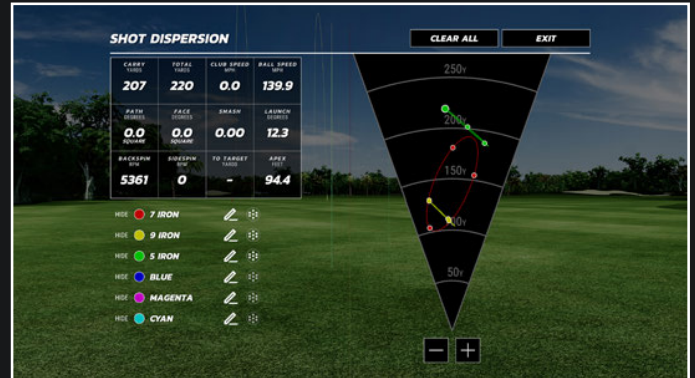 SHOT DISPERSION
CLEAR ALL
EXIT
CARRY TOTAL CLUB SPEED BALL SPEED
YARDS YARDS MPH MPH
207 220 0.0 139.9
PATH FACE SMASH LAUNCH
DEGREES DEGREES DEGREES
0.0 0.0 0.00 12.3
SQUARE SQUARE
BACKSPIN SIDESPIN TO TARGET APEX
RPM RPM YARDS FEET
5361 0 - 94.4
HIDE 7 IRON
HIDE 9 IRON
HIDE 5 IRON
HIDE BLUE
HIDE MAGENTA
HIDE CYAN
250Y
200Y
150Y
100Y
50Y
- +